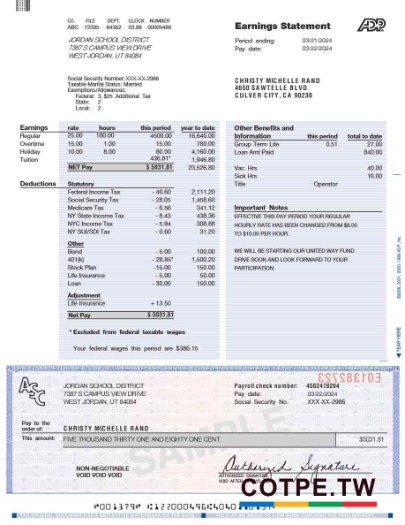 CO. FILE DEPT. CLOCK NUMBER
ABC 12385 84362 03.88 0000b486
JORDAN SCHOOL DISTRICT
7387 S CAMPUS VIEW DRIVE
WEST JORDAN, UT 84084
Earnings Statement
ADP
Period ending: 03/21/2024
Pay date: 03/22/2024
Social Security Number: XXX-XX-2986
Taxable Marital Status: Married
Exemptions/Allowances:
Federal: 3, $25 Additional Tax
State: 2
Local: 2
CHRISTY MICHELLE RAND
4650 SAWTELLE BLVD
CULVER CITY, CA 90230
Earnings rate hours this period year to date
Regular 25.00 180.00 4500.00 16,640.00
Overtime 15.00 1.00 15.00 780.00
Holiday 10.00 8.00 80.00 4,160.00
Tuition 436.81* 1,946.80
NET Pay $ 5031.81 23,526.80
Deductions Statutory
Federal Income Tax - 40.60 2,111.20
Social Security Tax - 28.05 1,458.60
Medicare Tax - 6.56 341.12
NY State Income Tax - 8.43 438.36
NYC Income Tax - 5.94 308.88
NY SUI/SDI Tax - 0.60 31.20
Other
Bond - 5.00 100.00
401(k) - 28.85* 1,500.20
Stock Plan -15.00 150.00
Life Insurance - 5.00 50.00
Loan - 30.00 150.00
Adjustment
Life Insurance + 13.50
Net Pay $ 5031.81
* Excluded from federal taxable wages
Your federal wages this period are $386.15
Other Benefits and
Information this period total to date
Group Term Life 0.51 27.00
Loan Amt Paid 840.00
Vac Hrs 40.00
Sick Hrs 16.00
Title Operator
Important Notes
EFFECTIVE THIS PAY PERIOD YOUR REGULAR
HOURLY RATE HAS BEEN CHANGED FROM $8.00
TO $10.00 PER HOUR.
WE WILL BE STARTING OUR UNITED WAY FUND
DRIVE SOON AND LOOK FORWARD TO YOUR
PARTICIPATION.
TEAR HERE
JORDAN SCHOOL DISTRICT
7387 S CAMPUS VIEW DRIVE
WEST JORDAN, UT 84084
E01382723
Payroll check number: 4502478264
Pay date: 03/22/2024
Social Security No. XXX-XX-2986
Pay to the
order of: CHRISTY MICHELLE RAND
This amount: FIVE THOUSAND THIRTY ONE AND EIGHTY ONE CENT $5031.81
SAMPLE
NON-NEGOTIABLE
VOID VOID VOID
Authorized Signature
AUTHORIZED SIGNATURE
COTPE.TW